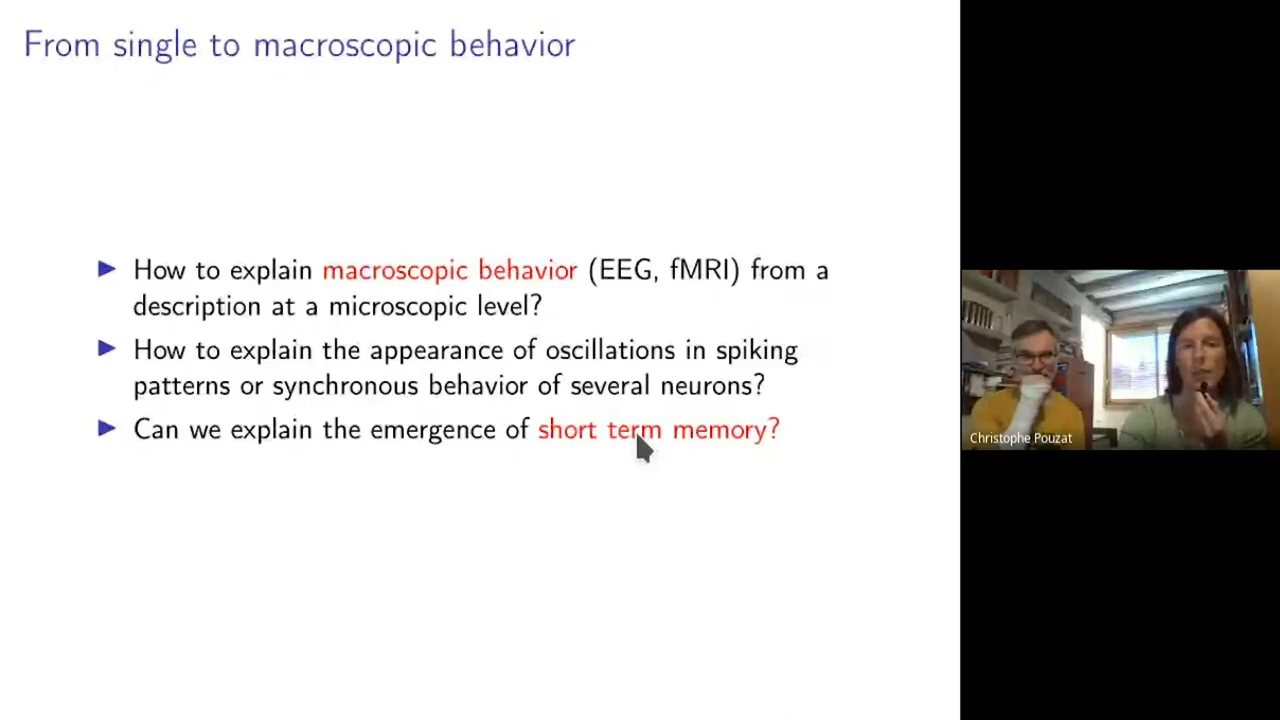 From single to macroscopic behavior
How to explain macroscopic behavior (EEG, fMRI) from a
description at a microscopic level?
How to explain the appearance of oscillations in spiking
patterns or synchronous behavior of several neurons?
Can we explain the emergence of short term memory?
Christophe Pouzat